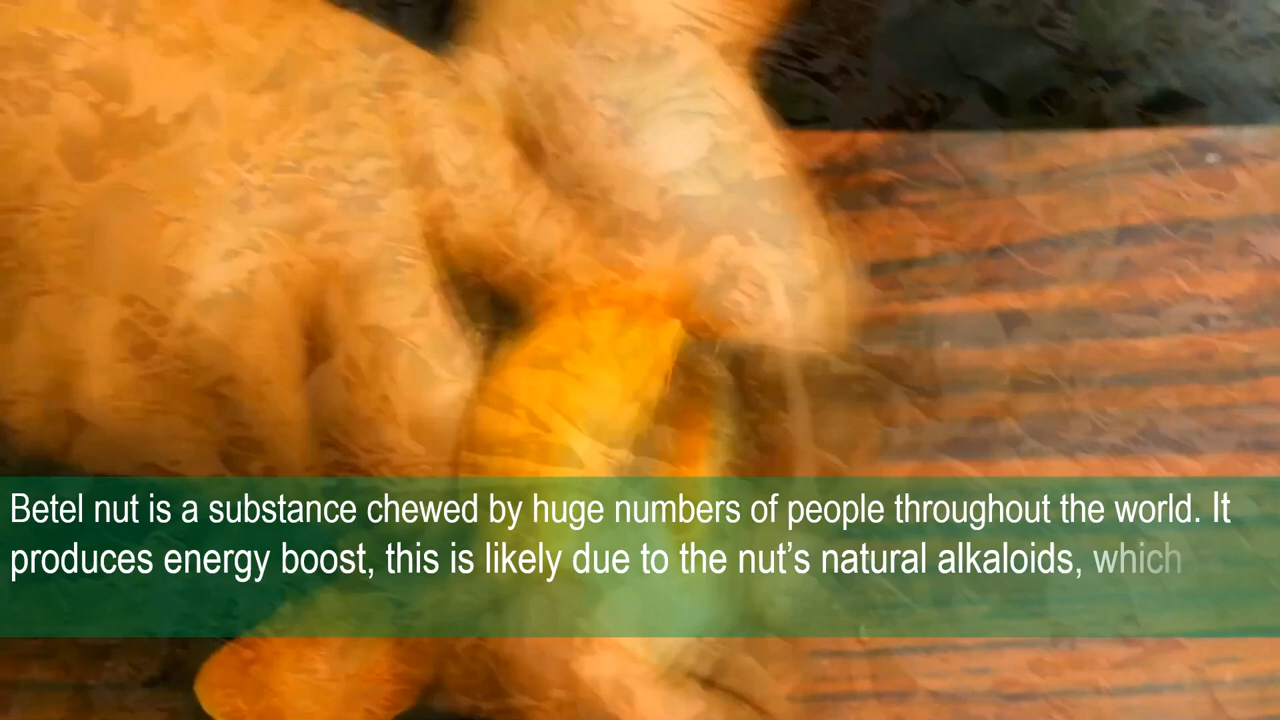 Betel nut is a substance chewed by huge numbers of people throughout the world. It
produces energy boost, this is likely due to the nut’s natural alkaloids, which